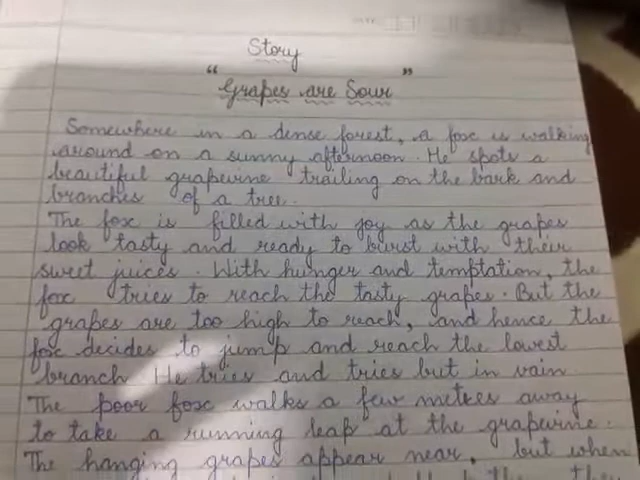 Story
" Grapes are Sour "
Somewhere in a dense forest, a fox is walking
around on a sunny afternoon. He spots a
beautiful grapevine trailing on the bark and
branches of a tree.
The fox is filled with joy as the grapes
look tasty and ready to burst with their
sweet juices. With hunger and temptation, the
fox tries to reach the tasty grapes. But the
grapes are too high to reach, and hence the
fox decides to jump and reach the lowest
branch He tries and tries but in vain
The poor fox walks a few metres away
to take a running leap at the grapevine.
The hanging grapes appear near, but when